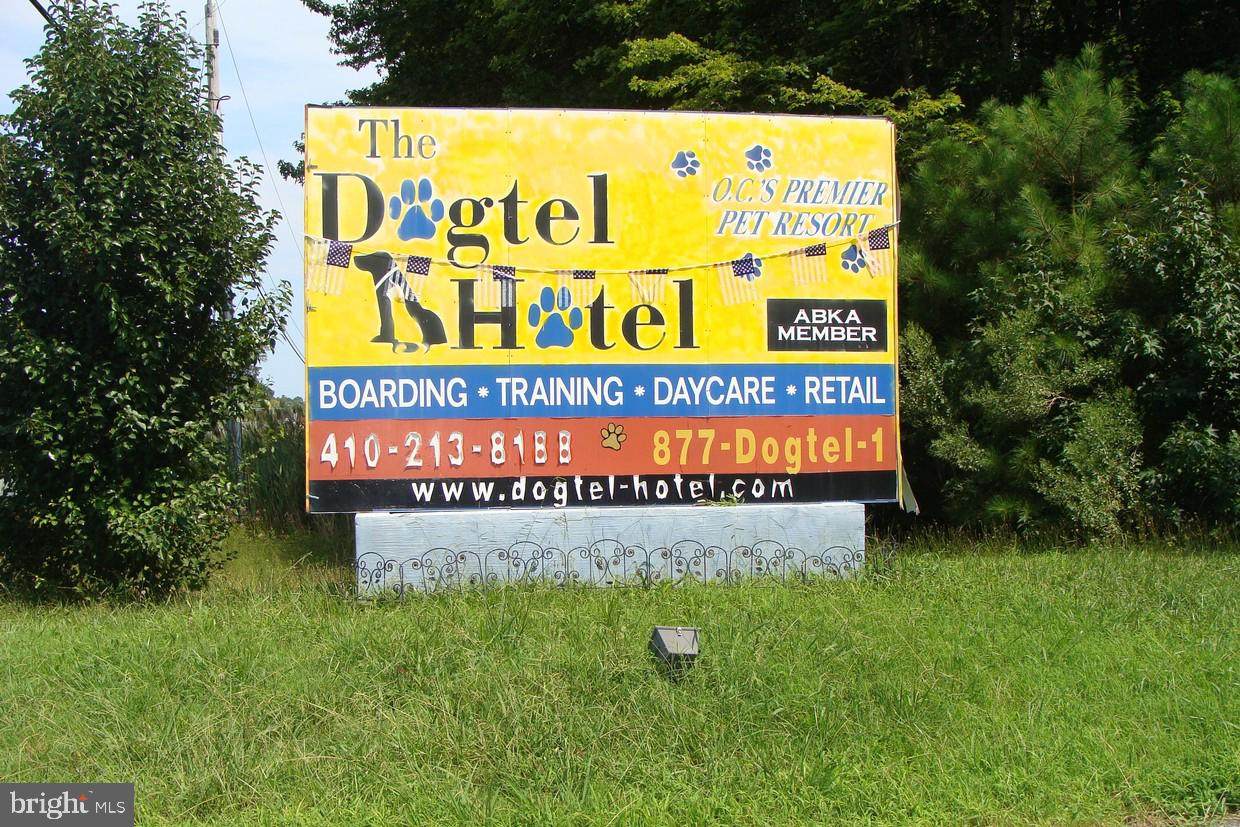 The
Dogtel
Hotel
O.C.'S PREMIER
PET RESORT
ABKA
MEMBER
BOARDING * TRAINING * DAYCARE * RETAIL
410-213-8188 877-Dogtel-1
www.dogtel-hotel.com
bright MLS